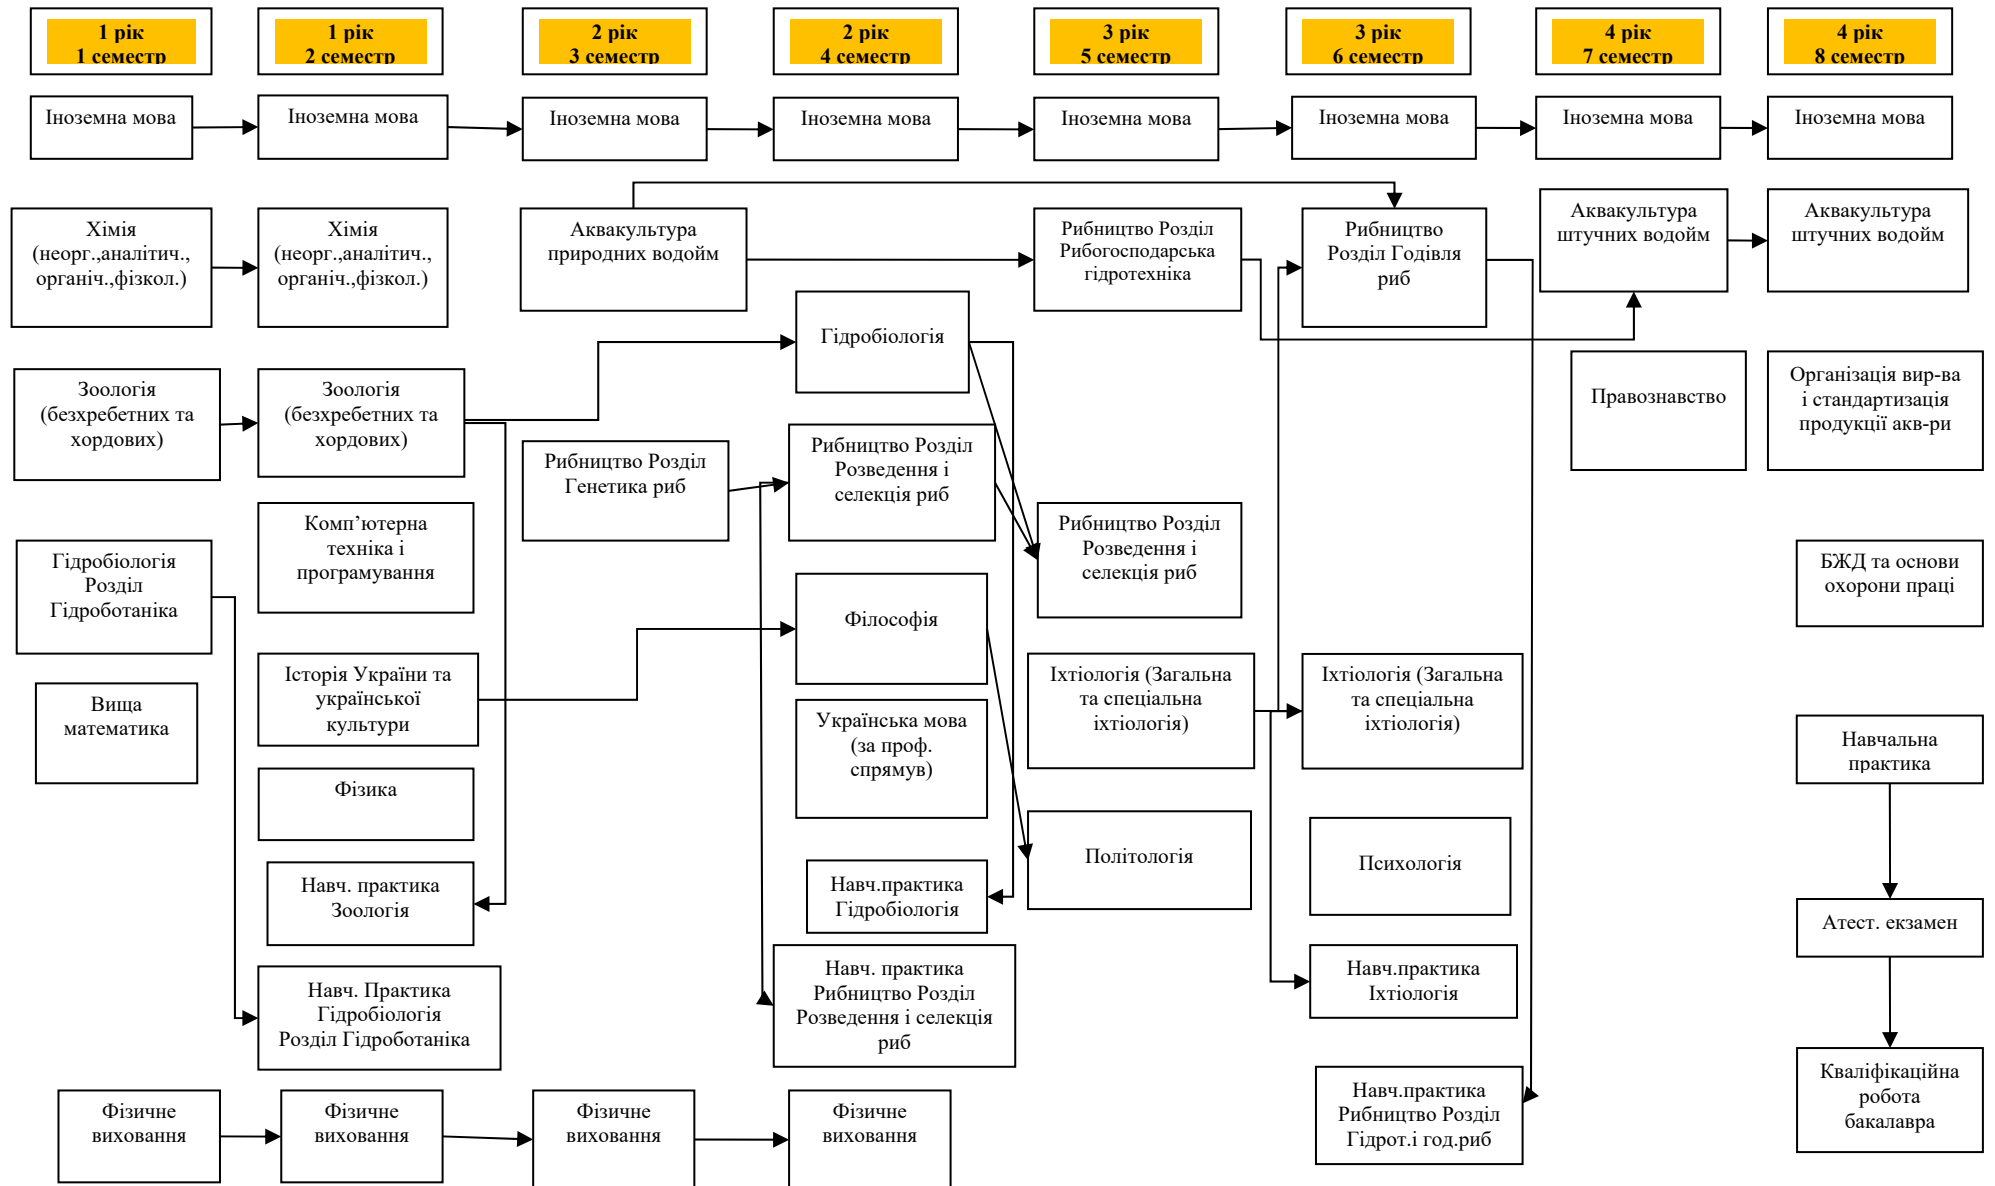 1 рік
1 семестр
1 рік
2 семестр
2 рік
3 семестр
2 рік
4 семестр
3 рік
5 семестр
3 рік
6 семестр
4 рік
7 семестр
4 рік
8 семестр
Іноземна мова
Іноземна мова
Іноземна мова
Іноземна мова
Іноземна мова
Іноземна мова
Іноземна мова
Іноземна мова
Хімія
(неорг.,аналітич.,
органіч.,фізкол.)
Хімія
(неорг.,аналітич.,
органіч.,фізкол.)
Аквакультура
природних водойм
Рибництво Розділ
Рибогосподарська
гідротехніка
Рибництво
Розділ Годівля
риб
Аквакультура
штучних водойм
Аквакультура
штучних водойм
Гідробіологія
Зоологія
(безхребетних та
хордових)
Зоологія
(безхребетних та
хордових)
Правознавство
Організація вир-ва
і стандартизація
продукції акв-ри
Рибництво Розділ
Генетика риб
Рибництво Розділ
Розведення і
селекція риб
Комп’ютерна
техніка і
програмування
Рибництво Розділ
Розведення і
селекція риб
Гідробіологія
Розділ
Гідроботаніка
БЖД та основи
охорони праці
Філософія
Історія України та
української
культури
Іхтіологія (Загальна
та спеціальна
іхтіологія)
Іхтіологія (Загальна
та спеціальна
іхтіологія)
Вища
математика
Українська мова
(за проф.
спрямув)
Навчальна
практика
Фізика
Політологія
Психологія
Навч. практика
Зоологія
Навч.практика
Гідробіологія
Атест. екзамен
Навч. Практика
Гідробіологія
Розділ Гідроботаніка
Навч. практика
Рибництво Розділ
Розведення і селекція
риб
Навч.практика
Іхтіологія
Навч.практика
Рибництво Розділ
Гідрот.і год.риб
Кваліфікаційна
робота
бакалавра
Фізичне
виховання
Фізичне
виховання
Фізичне
виховання
Фізичне
виховання